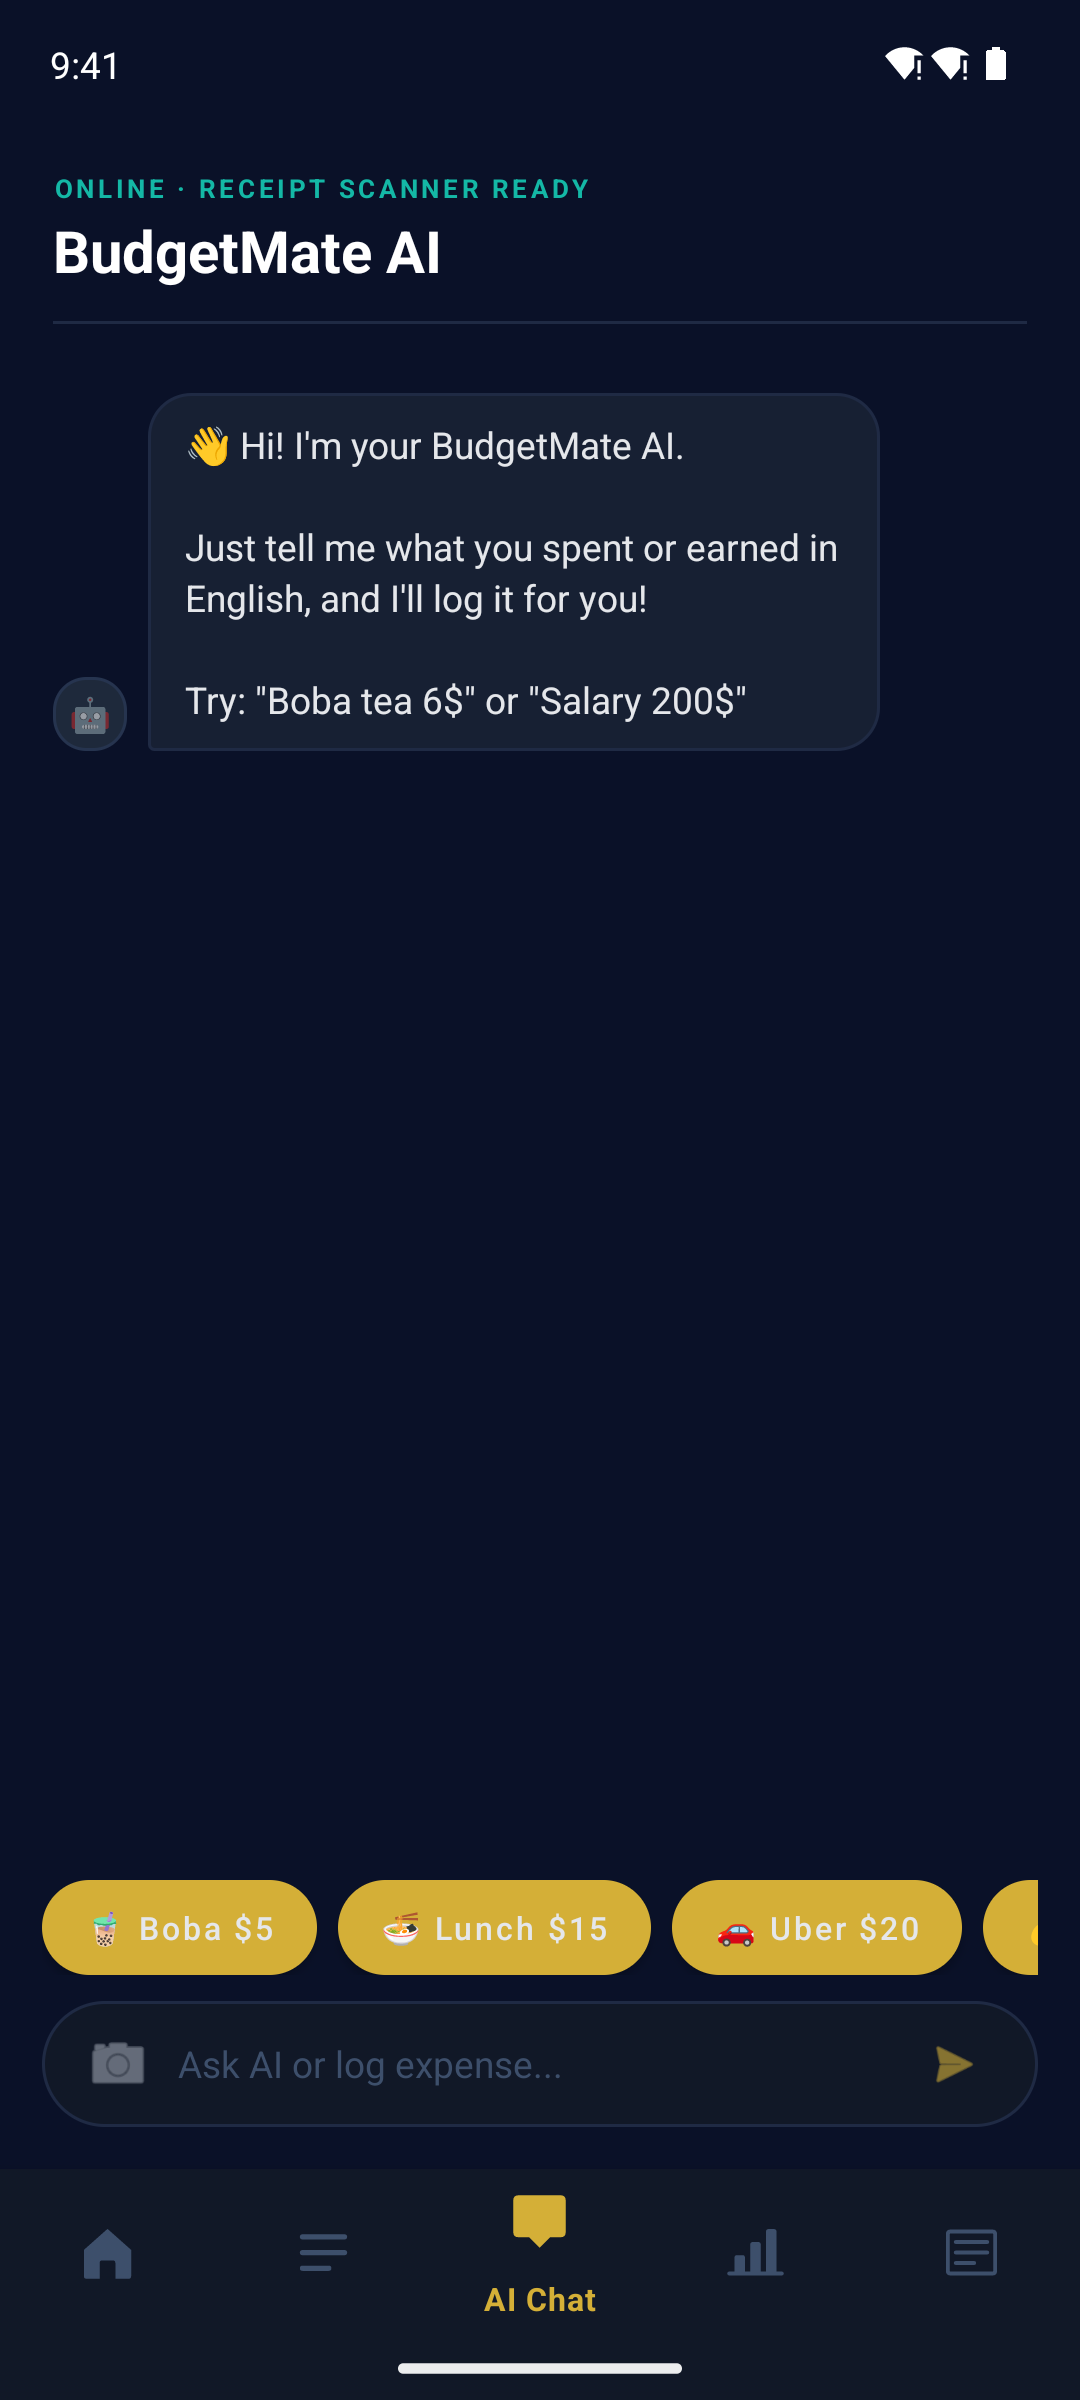 9:41
ONLINE · RECEIPT SCANNER READY
BudgetMate AI
👋 Hi! I'm your BudgetMate AI.
Just tell me what you spent or earned in
English, and I'll log it for you!
Try: "Boba tea 6$" or "Salary 200$"
🧋 Boba $5
🍜 Lunch $15
🚗 Uber $20
Ask AI or log expense...
AI Chat